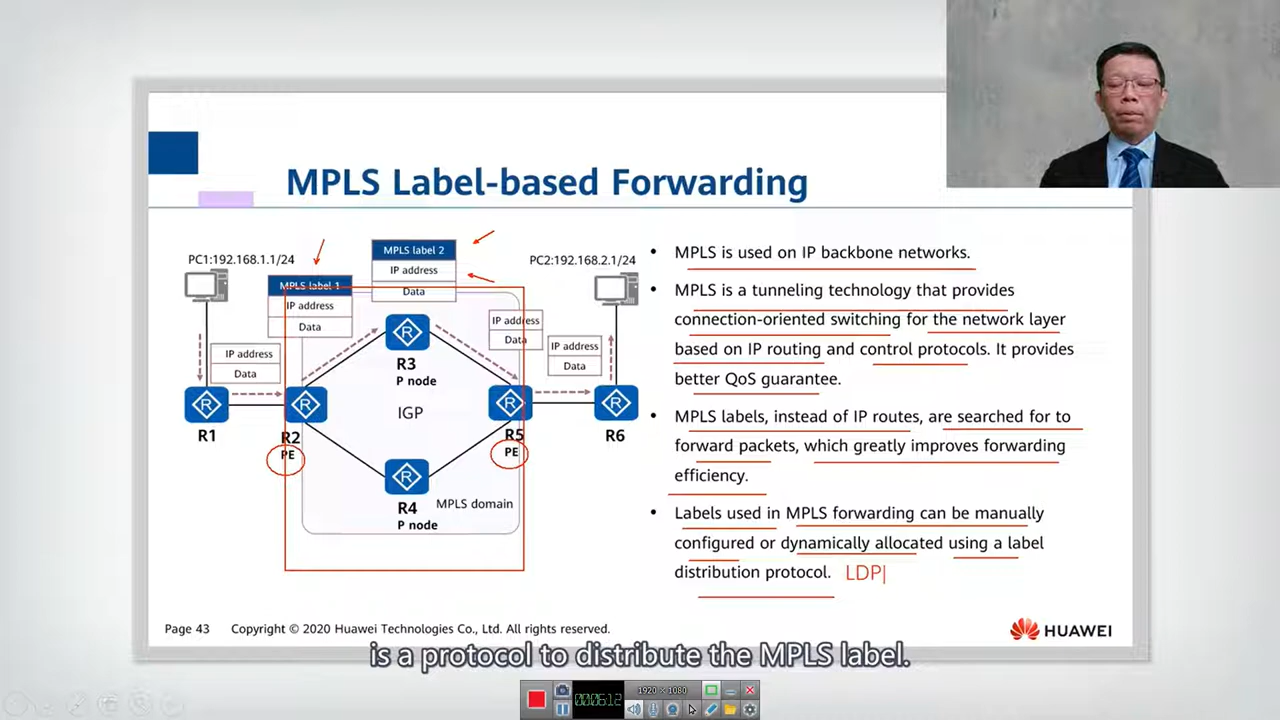 MPLS Label-based Forwarding
PC1:192.168.1.1/24
MPLS label 2
IP address
Data
PC2:192.168.2.1/24
MPLS label 1
IP address
Data
IP address
Data
IP address
Data
IP address
Data
R1
R2
PE
R3
P node
IGP
R4
P node
MPLS domain
R5
PE
R6
• MPLS is used on IP backbone networks.
• MPLS is a tunneling technology that provides
connection-oriented switching for the network layer
based on IP routing and control protocols. It provides
better QoS guarantee.
• MPLS labels, instead of IP routes, are searched for to
forward packets, which greatly improves forwarding
efficiency.
• Labels used in MPLS forwarding can be manually
configured or dynamically allocated using a label
distribution protocol. LDP
Page 43 Copyright © 2020 Huawei Technologies Co., Ltd. All rights reserved.
HUAWEI
is a protocol to distribute the MPLS label.
1920 × 1080